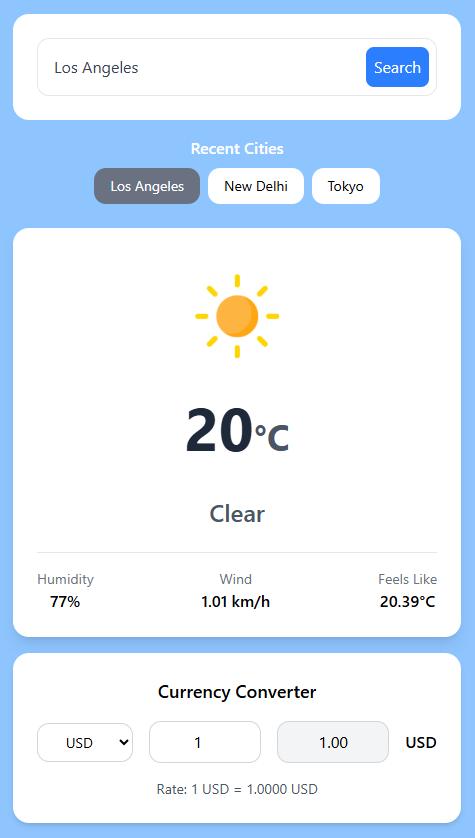 Los Angeles Search
Recent Cities
Los Angeles New Delhi Tokyo
20°C
Clear
Humidity Wind Feels Like
77% 1.01 km/h 20.39°C
Currency Converter
USD 1 1.00 USD
Rate: 1 USD = 1.0000 USD